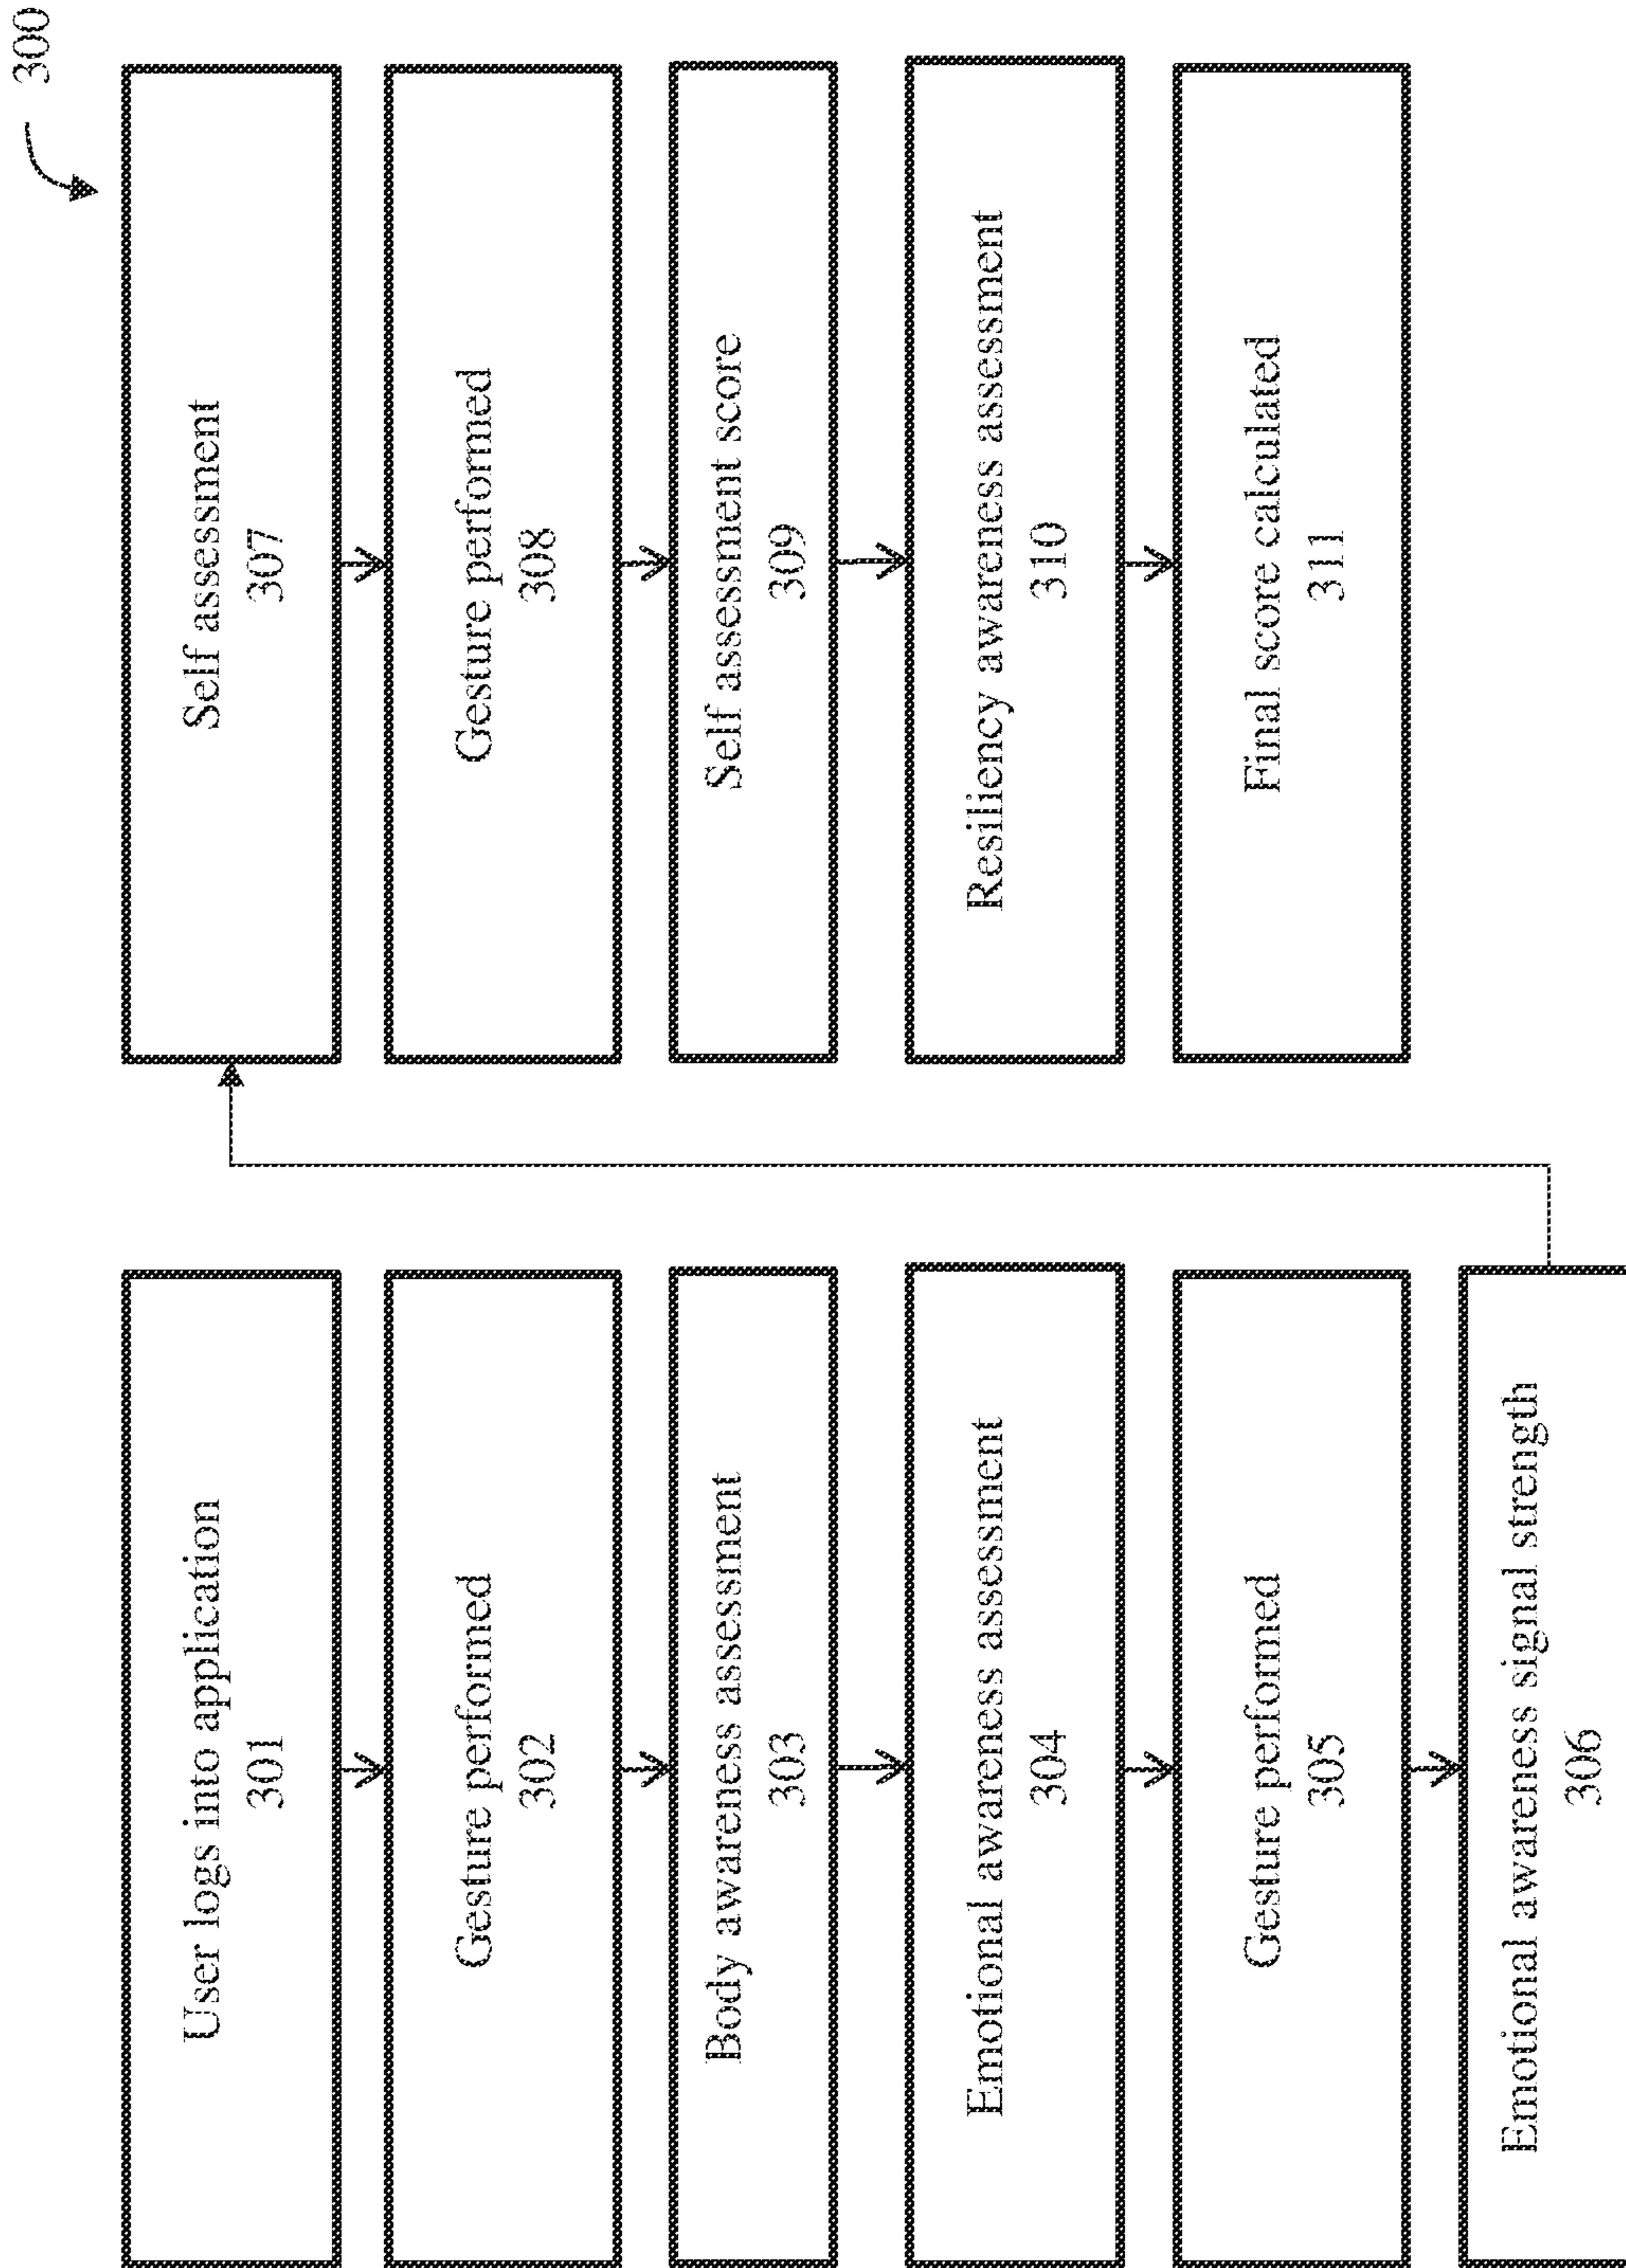 300
User logs into application
301
Gesture performed
302
Body awareness assessment
303
Emotional awareness assessment
304
Gesture performed
305
Emotional awareness signal strength
306
Self assessment
307
Gesture performed
308
Self assessment score
309
Resiliency awareness assessment
310
Final score calculated
311